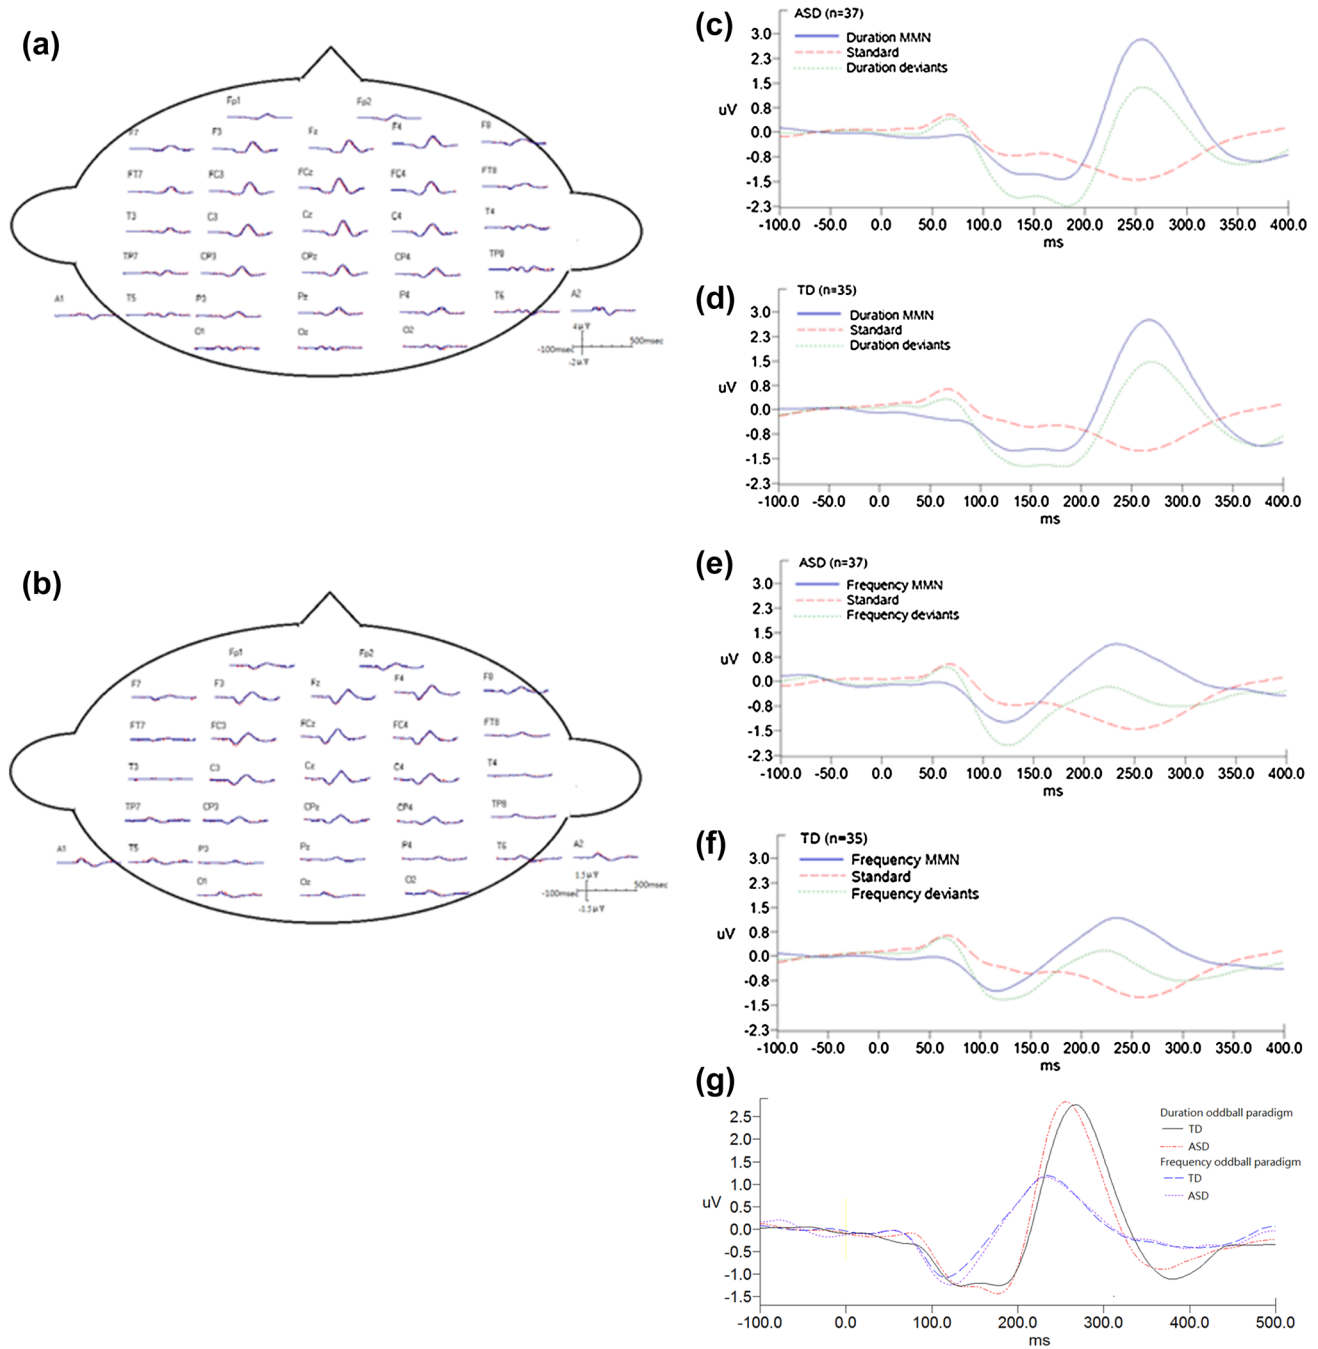 (a)
Fp1 Fp2
F7 F3 Fz F4 F8
FT7 FC3 FCz FC4 FT8
T3 C3 Cz C4 T4
TP7 CP3 CPz CP4 TP8
A1 T5 P3 Pz P4 T6 A2
O1 Oz O2
4 μV
-100msec 500msec
-2 μV
(b)
Fp1 Fp2
F7 F3 Fz F4 F8
FT7 FC3 FCz FC4 FT8
T3 C3 Cz C4 T4
TP7 CP3 CPz CP4 TP8
A1 T5 P3 Pz P4 T6 A2
O1 Oz O2
1.5 μV
-100msec 500msec
-1.5 μV
(c)
ASD (n=37)
Duration MMN
Standard
Duration deviants
3.0
2.3
1.5
0.8
0.0
-0.8
-1.5
-2.3
uV
-100.0 -50.0 0.0 50.0 100.0 150.0 200.0 250.0 300.0 350.0 400.0
ms
(d)
TD (n=35)
Duration MMN
Standard
Duration deviants
3.0
2.3
1.5
0.8
0.0
-0.8
-1.5
-2.3
uV
-100.0 -50.0 0.0 50.0 100.0 150.0 200.0 250.0 300.0 350.0 400.0
ms
(e)
ASD (n=37)
Frequency MMN
Standard
Frequency deviants
3.0
2.3
1.5
0.8
0.0
-0.8
-1.5
-2.3
uV
-100.0 -50.0 0.0 50.0 100.0 150.0 200.0 250.0 300.0 350.0 400.0
ms
(f)
TD (n=35)
Frequency MMN
Standard
Frequency deviants
3.0
2.3
1.5
0.8
0.0
-0.8
-1.5
-2.3
uV
-100.0 -50.0 0.0 50.0 100.0 150.0 200.0 250.0 300.0 350.0 400.0
ms
(g)
Duration oddball paradigm
TD
ASD
Frequency oddball paradigm
TD
ASD
2.5
2.0
1.5
1.0
0.5
0.0
-0.5
-1.0
-1.5
uV
-100.0 0.0 100.0 200.0 300.0 400.0 500.0
ms